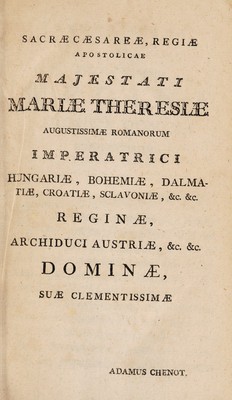 SACRÆ CÆSAREÆ, REGIÆ
APOSTOLICAE
MAJESTATI
MARIÆ THERESIÆ
AUGUSTISSIMÆ ROMANORUM
IMPERATRICI
HUNGARIÆ, BOHEMIÆ, DALMA-
TIÆ, CROATIÆ, SCLAVONIÆ, &c. &c.
REGINÆ,
ARCHIDUCI AUSTRIÆ, &c. &c.
DOMINÆ,
SUÆ CLEMENTISSIMÆ
ADAMUS CHENOT.